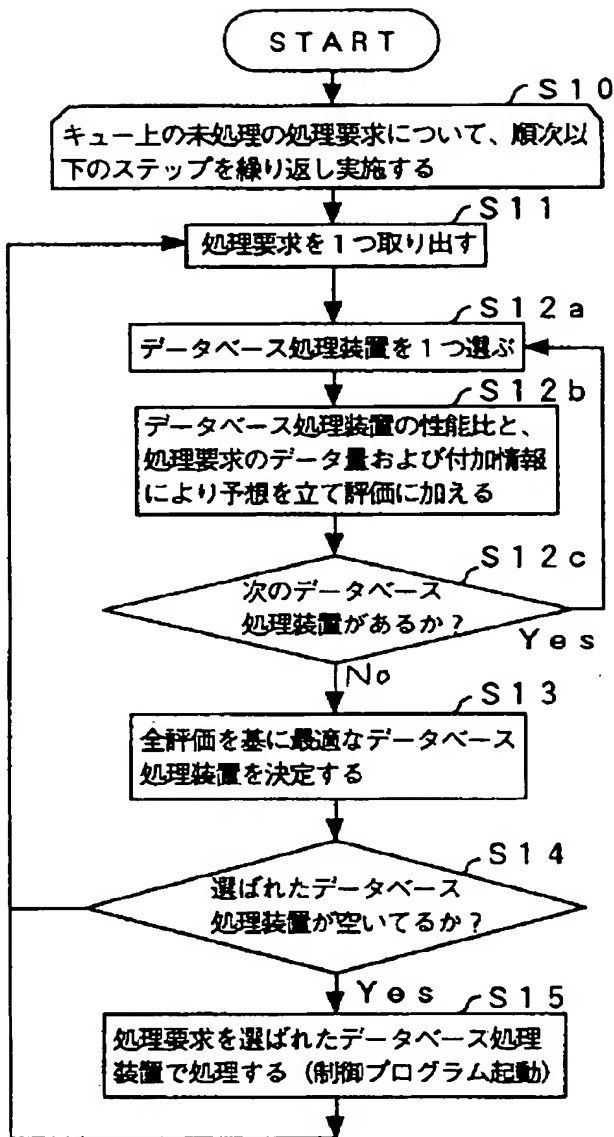 START
S10
キュー上の未処理の処理要求について、順次以
下のステップを繰り返し実施する
S11
処理要求を1つ取り出す
S12a
データベース処理装置を1つ選ぶ
S12b
データベース処理装置の性能比と、
処理要求のデータ量および付加情報
により予想を立て評価に加える
S12c
次のデータベース
処理装置があるか?
Yes
No
S13
全評価を基に最適なデータベース
処理装置を決定する
S14
選ばれたデータベース
処理装置が空いてるか?
Yes
S15
処理要求を選ばれたデータベース処理
装置で処理する(制御プログラム起動)